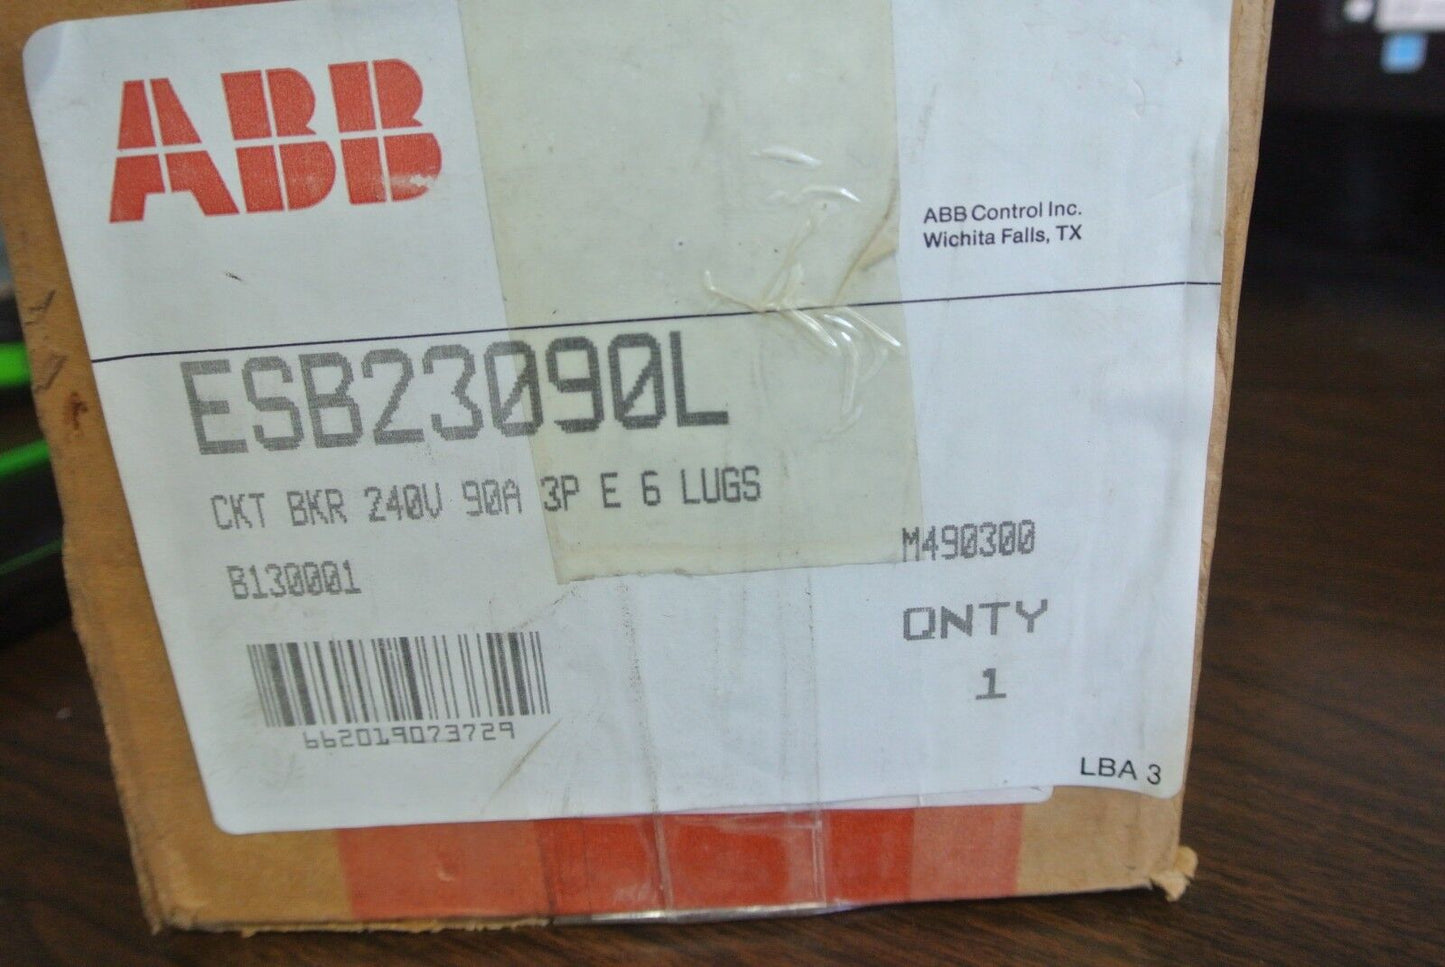 ABB
ABB Control Inc.
Wichita Falls, TX
ESB23090L
CKT BKR 240V 90A 3P E 6 LUGS
B130001
M490300
QNTY
1
662019073729
LBA 3